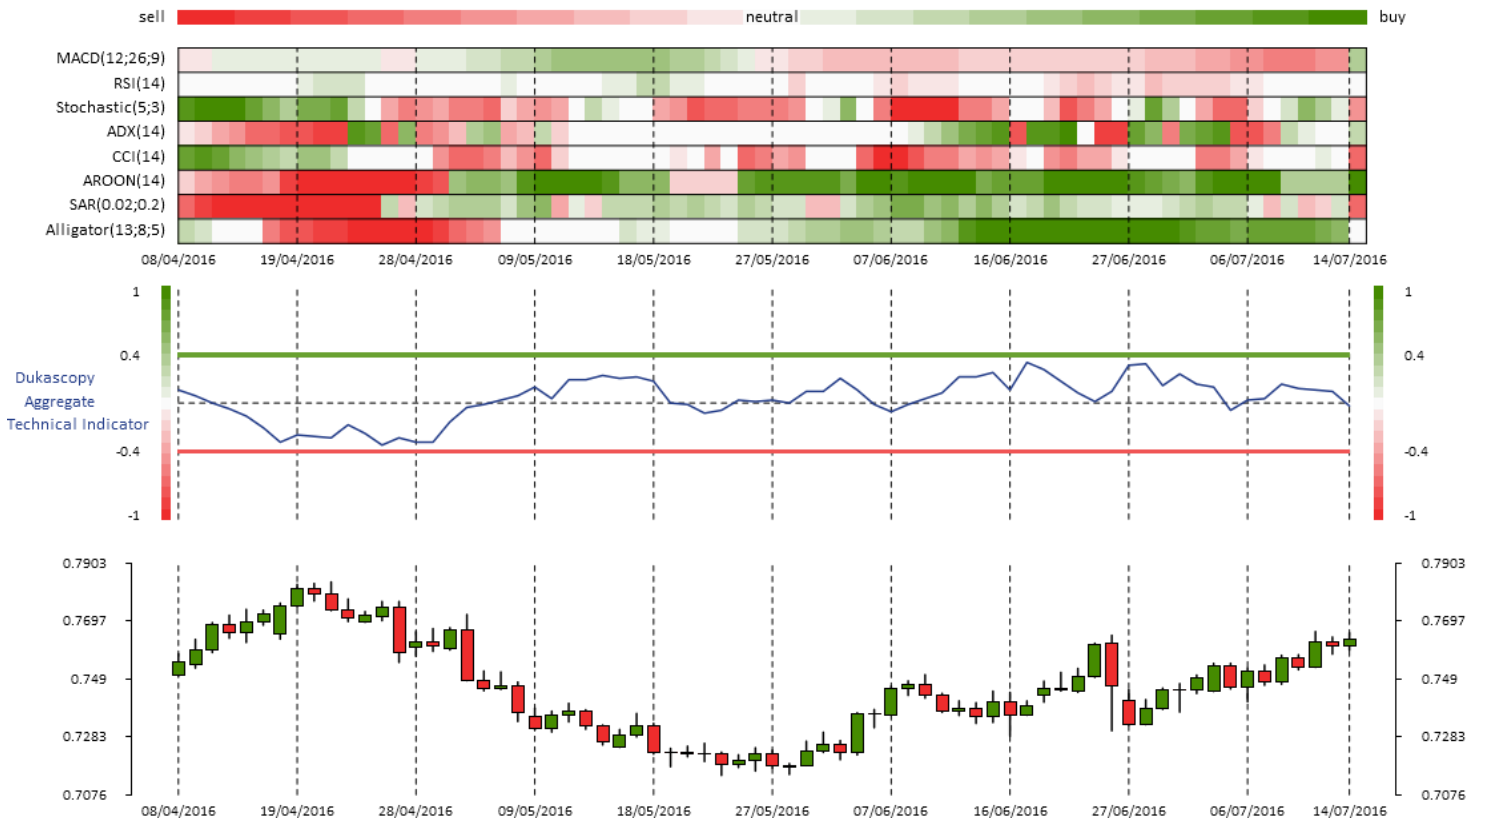 sell neutral buy
MACD(12;26;9)
RSI(14)
Stochastic(5;3)
ADX(14)
CCI(14)
AROON(14)
SAR(0.02;0.2)
Alligator(13;8;5)
08/04/2016 19/04/2016 28/04/2016 09/05/2016 18/05/2016 27/05/2016 07/06/2016 16/06/2016 27/06/2016 06/07/2016 14/07/2016
1 1
0.4 0.4
Dukascopy
Aggregate
Technical Indicator
-0.4 -0.4
-1 -1
0.7903 0.7903
0.7697 0.7697
0.749 0.749
0.7283 0.7283
0.7076 0.7076
08/04/2016 19/04/2016 28/04/2016 09/05/2016 18/05/2016 27/05/2016 07/06/2016 16/06/2016 27/06/2016 06/07/2016 14/07/2016